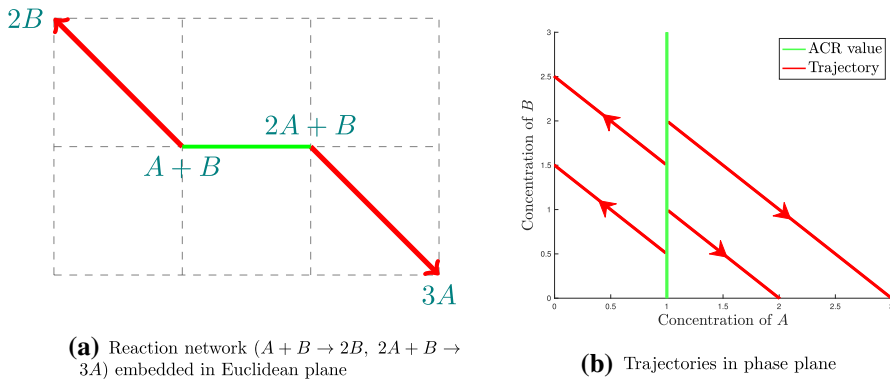 2B
2A + B
A + B
3A
(a) Reaction network (A + B → 2B, 2A + B →
3A) embedded in Euclidean plane
3
2.5
2
1.5
1
0.5
0
Concentration of B
ACR value
Trajectory
0 0.5 1 1.5 2 2.5 3
Concentration of A
(b) Trajectories in phase plane